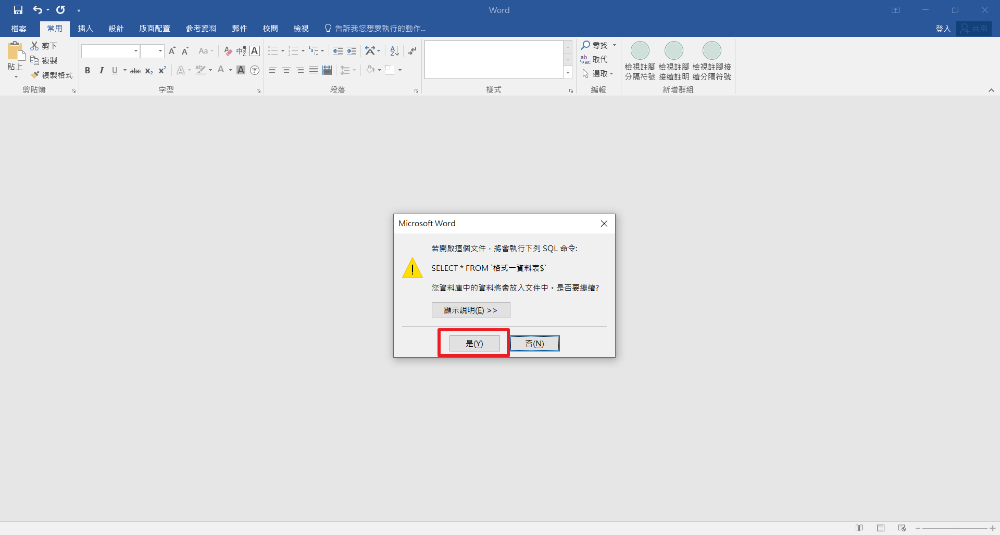 Word
檔案 常用 插入 設計 版面配置 參考資料 郵件 校閱 檢視 告訴我您想要執行的動作... 登入 共用
貼上
剪下
複製
複製格式
剪貼簿
字型
段落
樣式
尋找
取代
選取
編輯
檢視註腳 檢視註腳 檢視註腳接
分隔符號 接續註明 續分隔符號
新增群組
Microsoft Word
若開啟這個文件，將會執行下列 SQL 命令:
SELECT * FROM `格式一資料表$`
您資料庫中的資料將會放入文件中。是否要繼續?
顯示說明(E) >>
是(Y) 否(N)